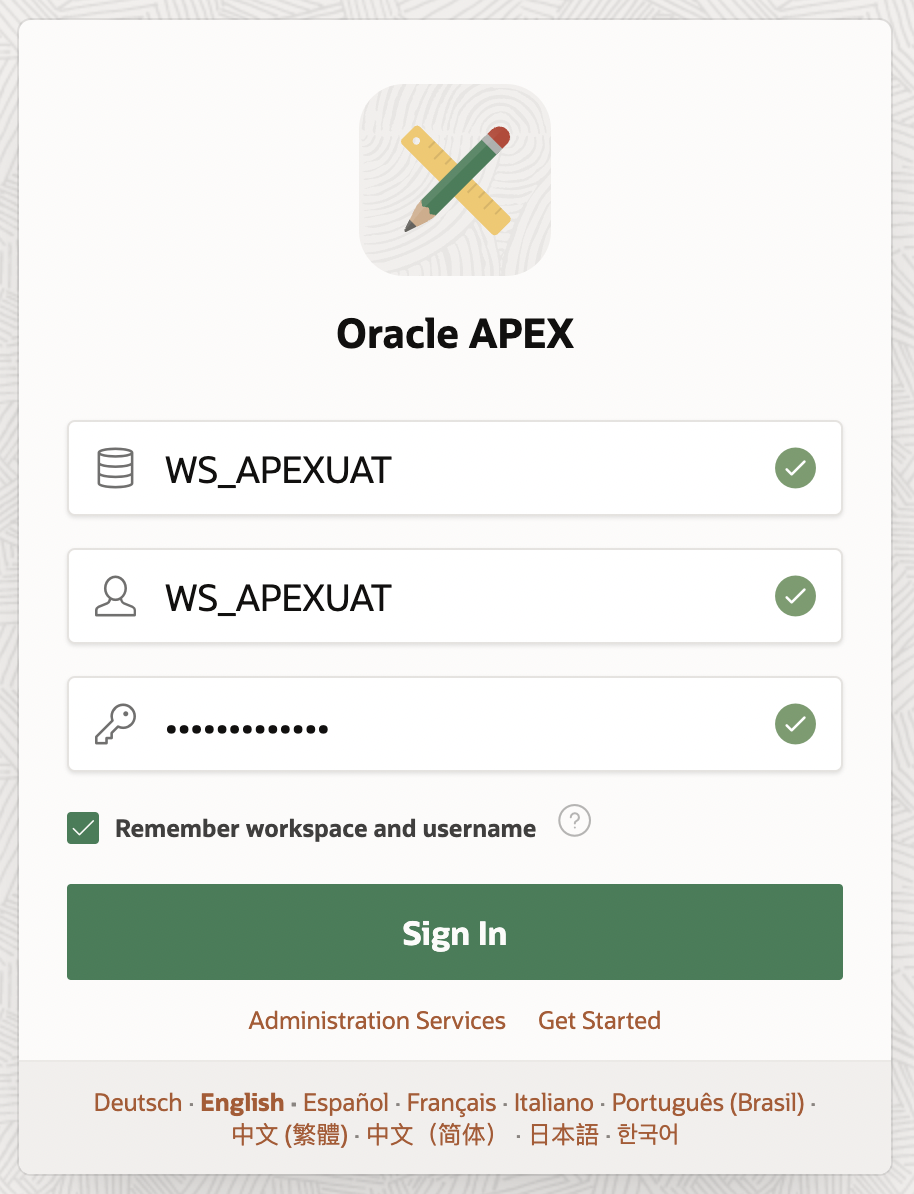 Oracle APEX
WS_APEXUAT
WS_APEXUAT
•••••••••••••
Remember workspace and username ?
Sign In
Administration Services Get Started
Deutsch · English · Español · Français · Italiano · Português (Brasil) ·
中文 (繁體) · 中文（简体） · 日本語 · 한국어